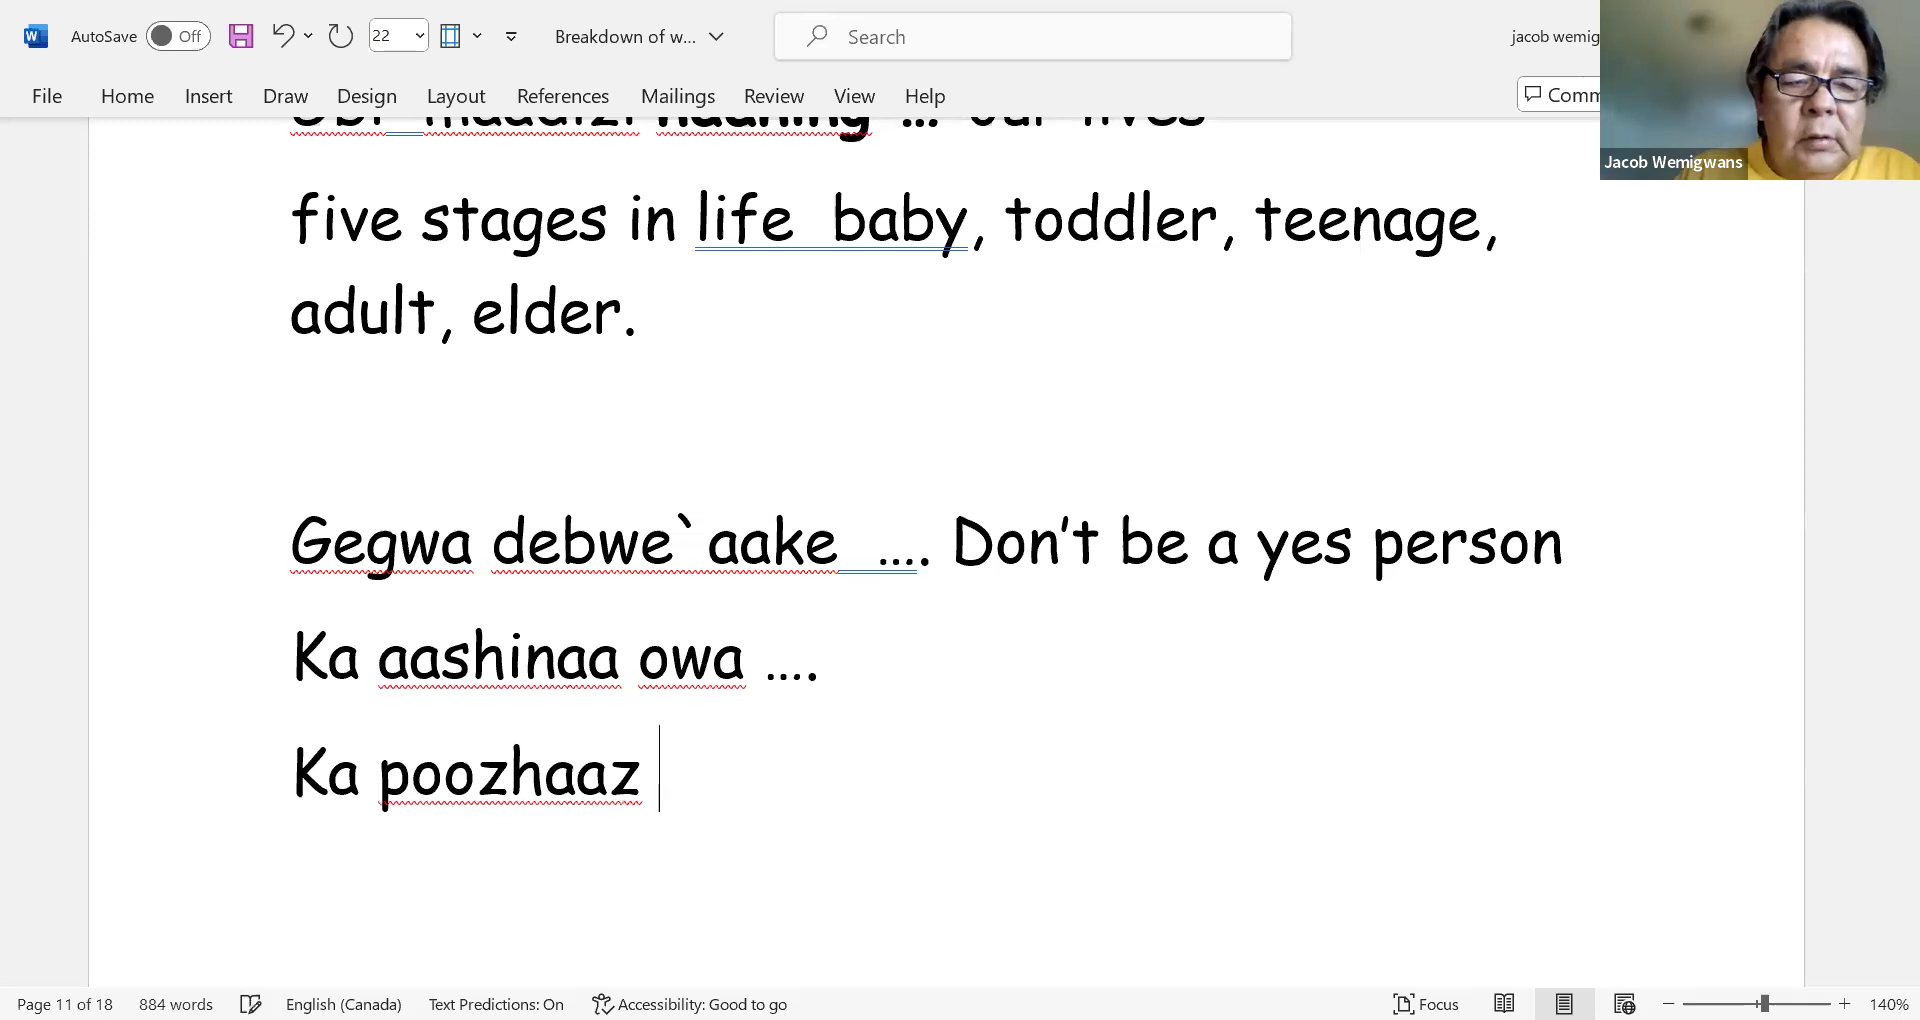 AutoSave Off 22 Breakdown of w... Search jacob wemig
File Home Insert Draw Design Layout References Mailings Review View Help Comm
Jacob Wemigwans
naaning ... our lives
five stages in life baby, toddler, teenage,
adult, elder.
Gegwa debwe`aake .... Don't be a yes person
Ka aashinaa owa ....
Ka poozhaaz
Page 11 of 18 884 words English (Canada) Text Predictions: On Accessibility: Good to go Focus 140%